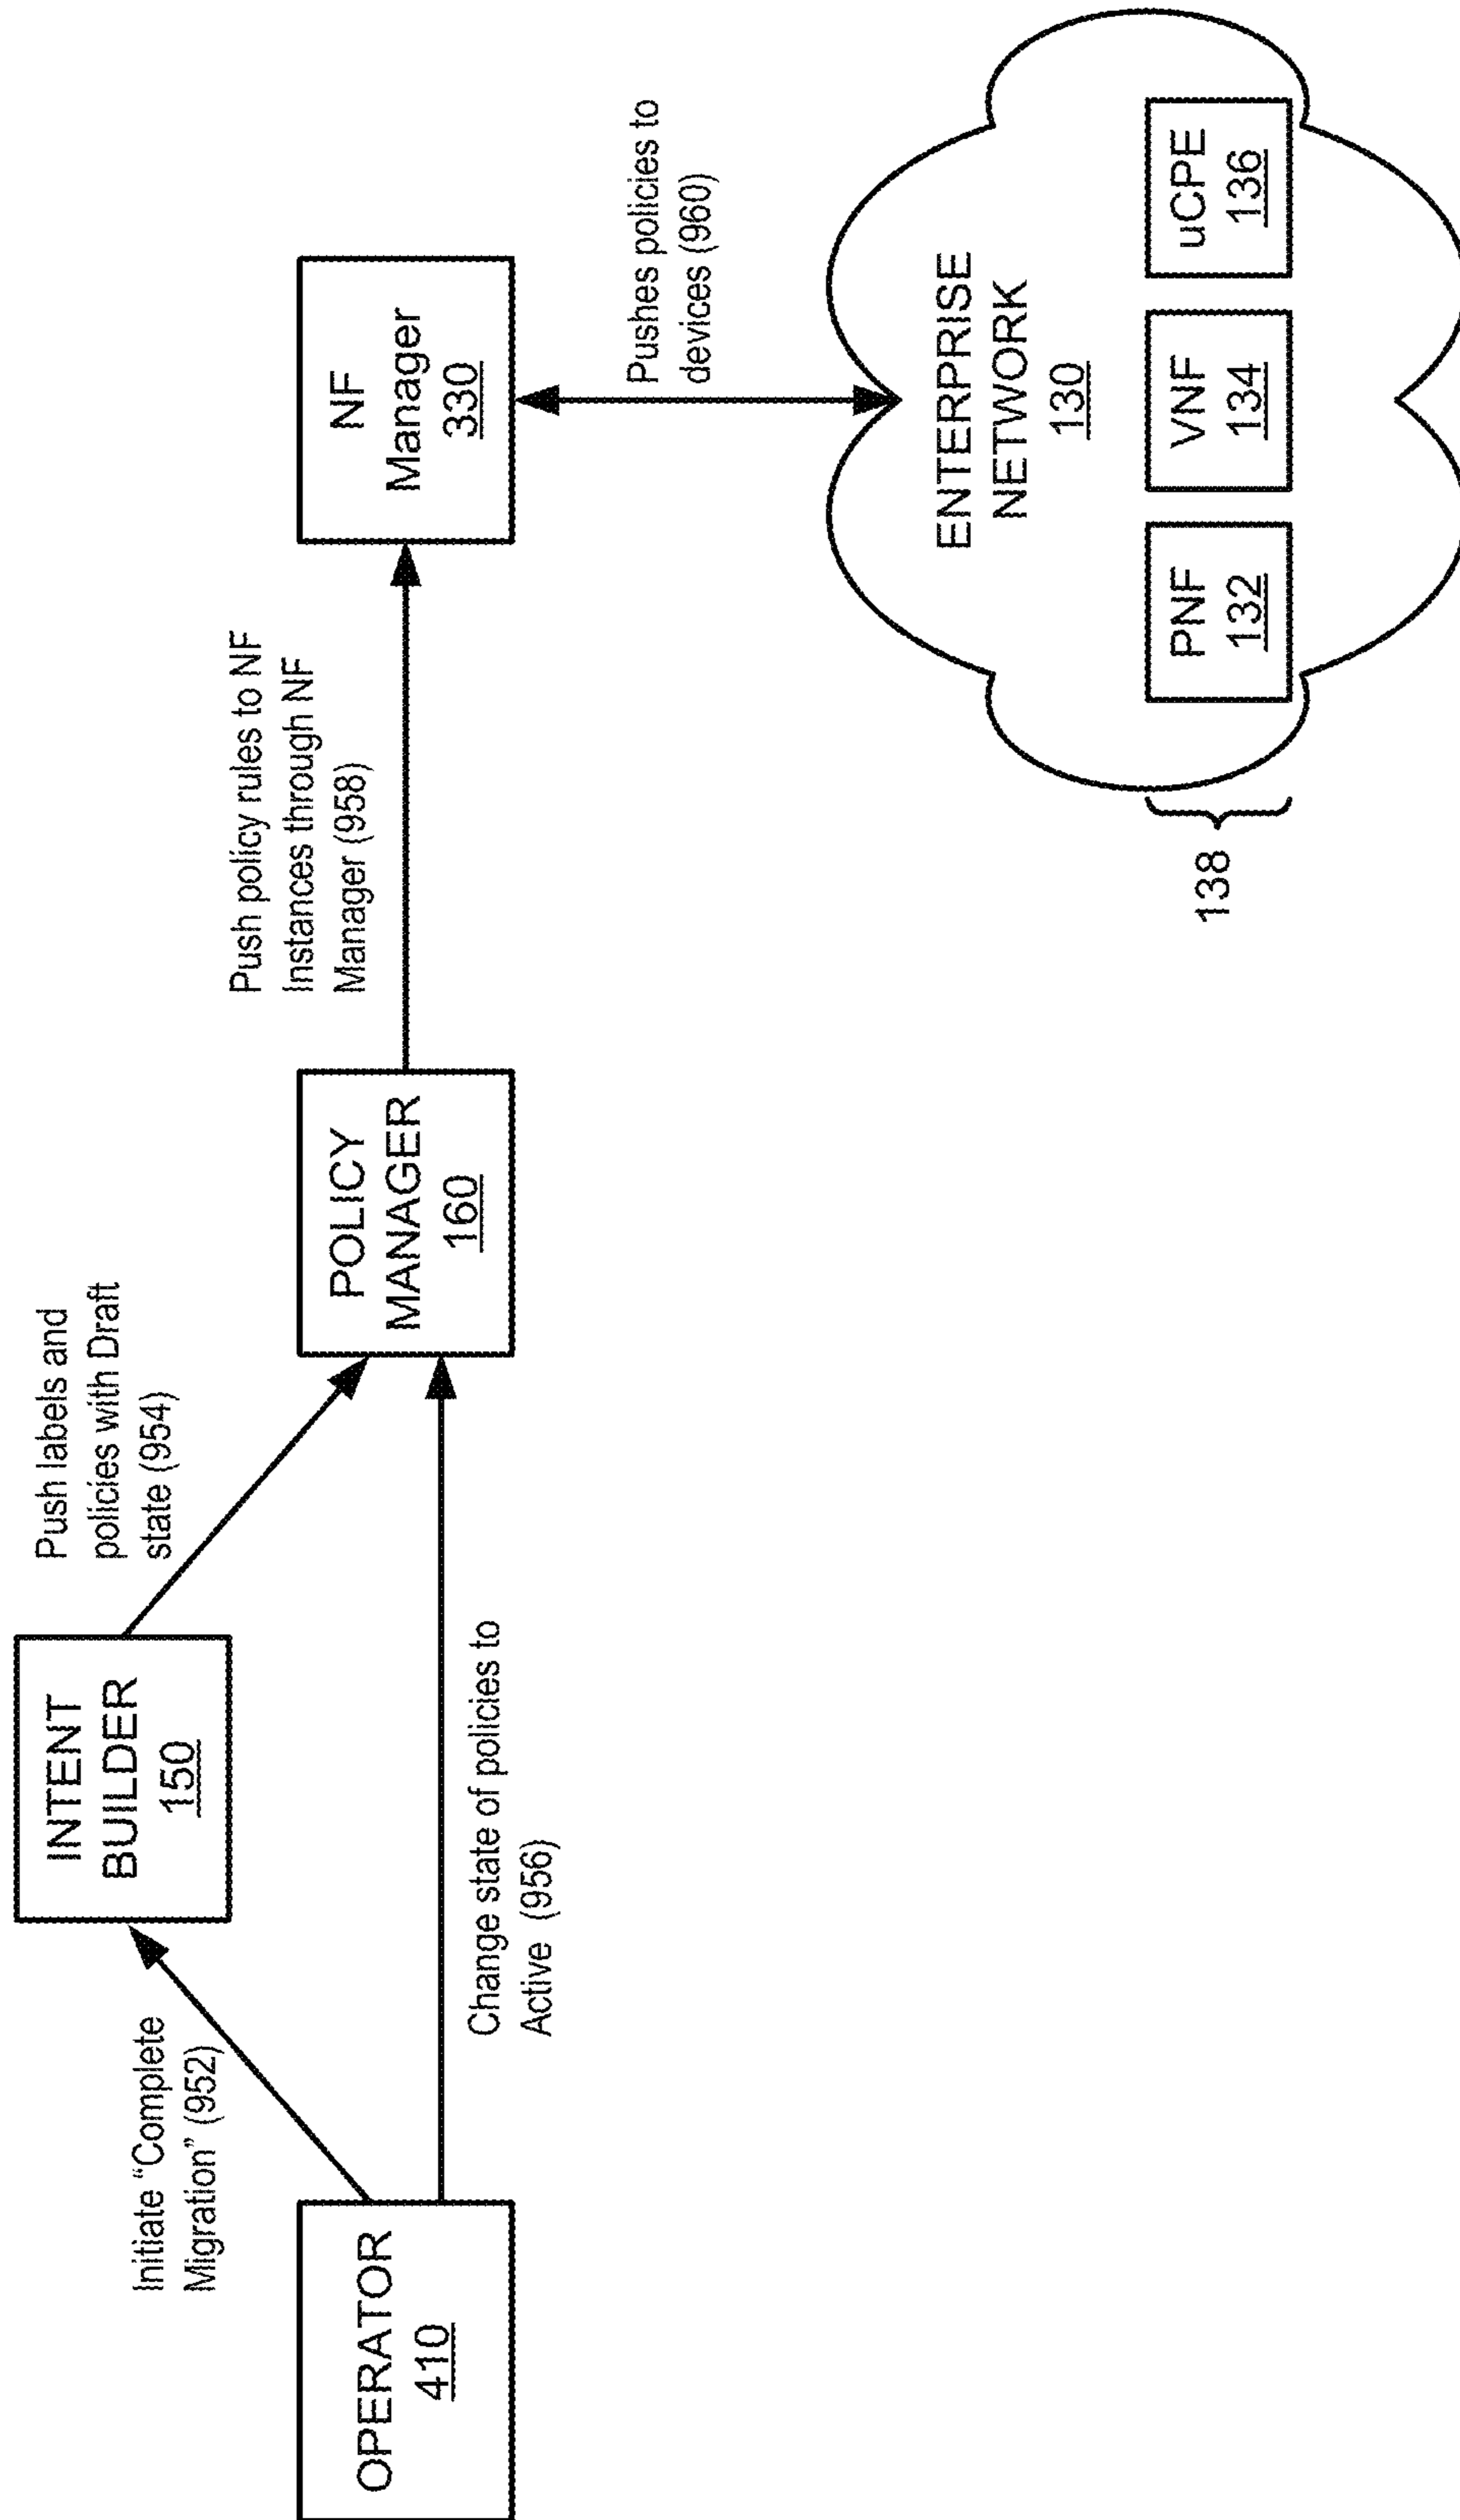 INTENT
BUILDER
150
Initiate “Complete
Migration” (952)
Push labels and
policies with Draft
state (954)
OPERATOR
410
Change state of policies to
Active (956)
POLICY
MANAGER
160
Push policy rules to NF
Instances through NF
Manager (958)
NF
Manager
330
Pushes policies to
devices (960)
ENTERPRISE
NETWORK
130
PNF
132
VNF
134
uCPE
136
138